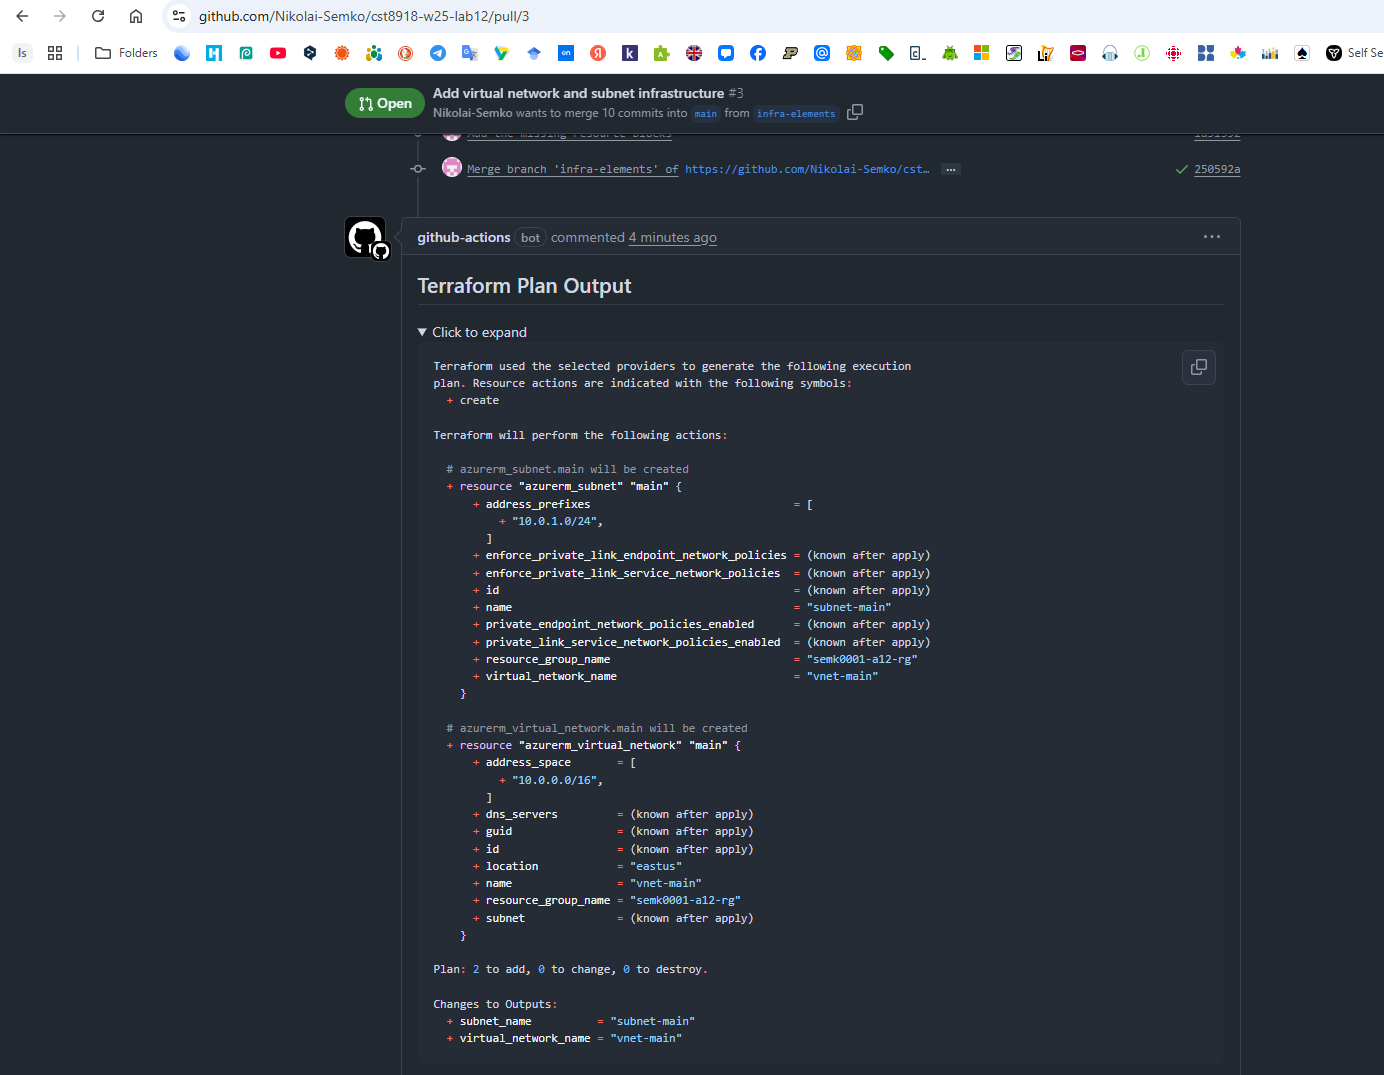 github.com/Nikolai-Semko/cst8918-w25-lab12/pull/3
ls Folders Self Se
Open
Add virtual network and subnet infrastructure #3
Nikolai-Semko wants to merge 10 commits into main from infra-elements
Add the missing resource blocks
Merge branch 'infra-elements' of https://github.com/Nikolai-Semko/cst… … 250592a
github-actions bot commented 4 minutes ago
Terraform Plan Output
Click to expand
Terraform used the selected providers to generate the following execution
plan. Resource actions are indicated with the following symbols:
+ create
Terraform will perform the following actions:
# azurerm_subnet.main will be created
+ resource "azurerm_subnet" "main" {
+ address_prefixes = [
+ "10.0.1.0/24",
]
+ enforce_private_link_endpoint_network_policies = (known after apply)
+ enforce_private_link_service_network_policies = (known after apply)
+ id = (known after apply)
+ name = "subnet-main"
+ private_endpoint_network_policies_enabled = (known after apply)
+ private_link_service_network_policies_enabled = (known after apply)
+ resource_group_name = "semk0001-a12-rg"
+ virtual_network_name = "vnet-main"
}
# azurerm_virtual_network.main will be created
+ resource "azurerm_virtual_network" "main" {
+ address_space = [
+ "10.0.0.0/16",
]
+ dns_servers = (known after apply)
+ guid = (known after apply)
+ id = (known after apply)
+ location = "eastus"
+ name = "vnet-main"
+ resource_group_name = "semk0001-a12-rg"
+ subnet = (known after apply)
}
Plan: 2 to add, 0 to change, 0 to destroy.
Changes to Outputs:
+ subnet_name = "subnet-main"
+ virtual_network_name = "vnet-main"